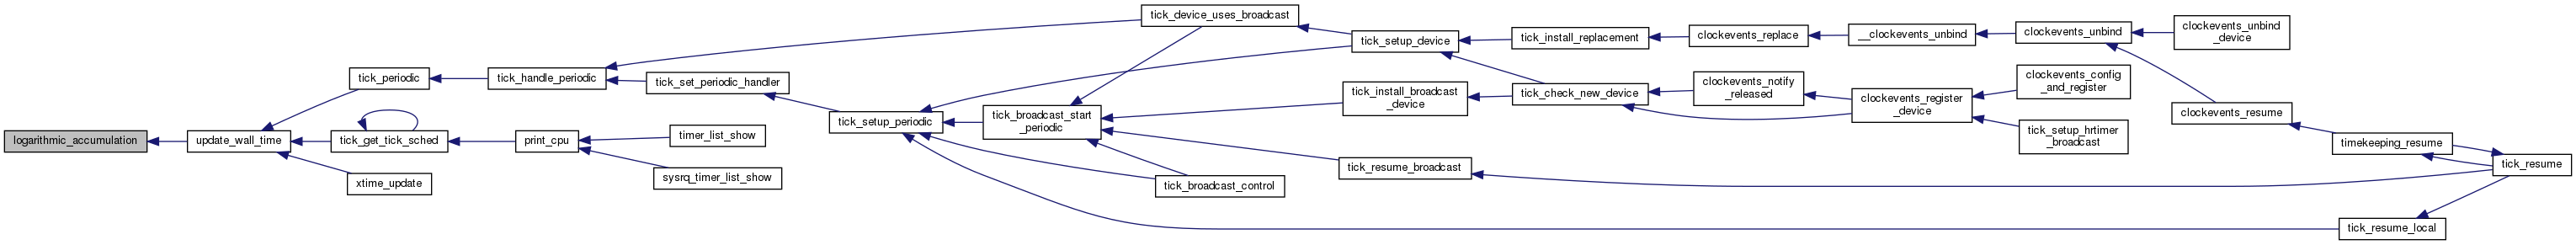 logarithmic_accumulation
update_wall_time
tick_periodic
tick_get_tick_sched
xtime_update
tick_handle_periodic
print_cpu
tick_set_periodic_handler
timer_list_show
sysrq_timer_list_show
tick_setup_periodic
tick_broadcast_start
_periodic
tick_device_uses_broadcast
tick_broadcast_control
tick_setup_device
tick_install_broadcast
_device
tick_resume_broadcast
tick_install_replacement
tick_check_new_device
clockevents_replace
clockevents_notify
_released
__clockevents_unbind
clockevents_register
_device
clockevents_unbind
clockevents_config
_and_register
tick_setup_hrtimer
_broadcast
clockevents_unbind
_device
clockevents_resume
timekeeping_resume
tick_resume_local
tick_resume